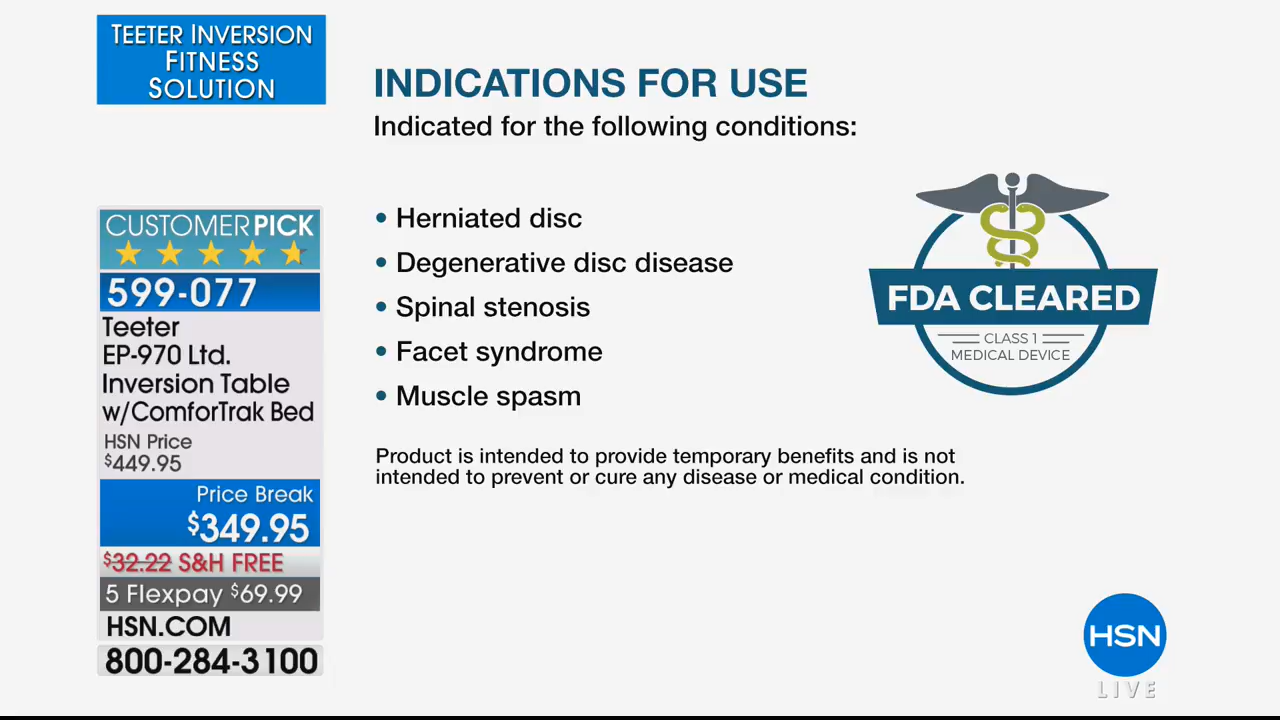 TEETER INVERSION
FITNESS
SOLUTION
INDICATIONS FOR USE
Indicated for the following conditions:
• Herniated disc
• Degenerative disc disease
• Spinal stenosis
• Facet syndrome
• Muscle spasm
Product is intended to provide temporary benefits and is not
intended to prevent or cure any disease or medical condition.
FDA CLEARED
CLASS 1
MEDICAL DEVICE
CUSTOMER PICK
599-077
Teeter
EP-970 Ltd.
Inversion Table
w/ComforTrak Bed
HSN Price
$449.95
Price Break
$349.95
$32.22 S&H FREE
5 Flexpay $69.99
HSN.COM
800-284-3100
HSN
LIVE